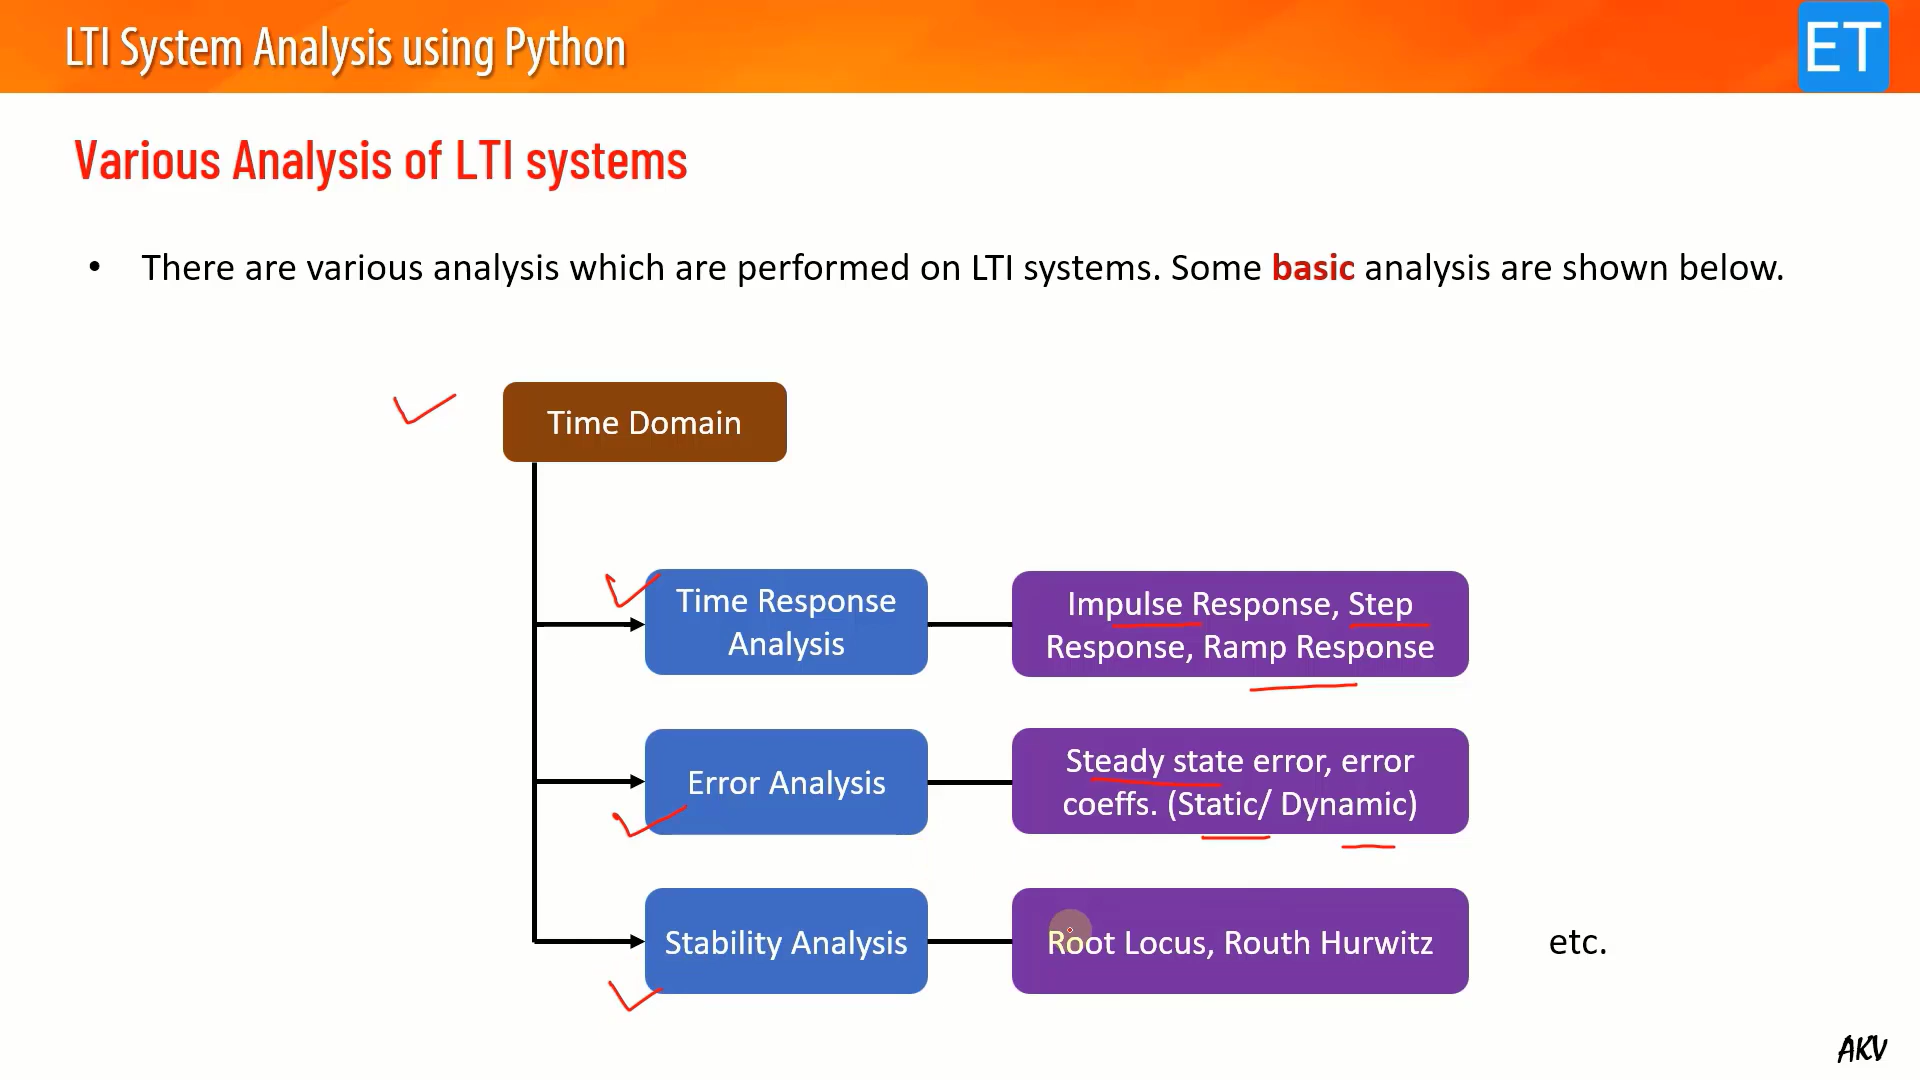 LTI System Analysis using Python
ET
Various Analysis of LTI systems
• There are various analysis which are performed on LTI systems. Some basic analysis are shown below.
Time Domain
Time Response
Analysis
Impulse Response, Step
Response, Ramp Response
Error Analysis
Steady state error, error
coeffs. (Static/ Dynamic)
Stability Analysis
Root Locus, Routh Hurwitz
etc.
AKV